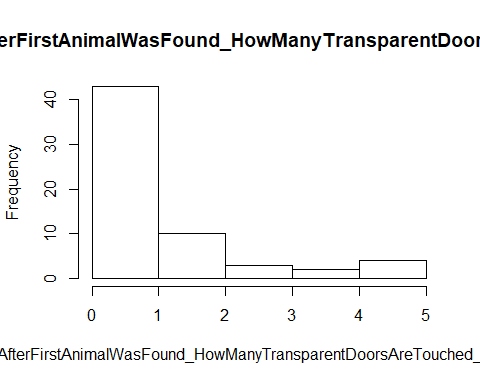 erFirstAnimalWasFound_HowManyTransparentDoor
Frequency
40
30
20
10
0
0 1 2 3 4 5
AfterFirstAnimalWasFound_HowManyTransparentDoorsAreTouched_